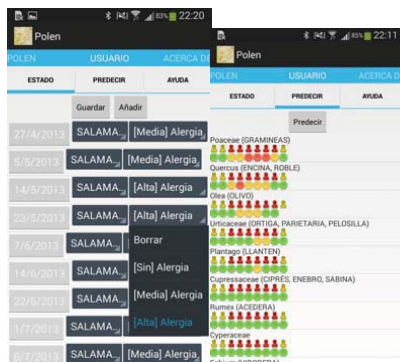 83% 22:20
Polen
POLEN USUARIO ACERCA DE
ESTADO PREDECIR AYUDA
Guardar Añadir
27/4/2013 SALAMA. [Media] Alergia
5/5/2013 SALAMA. [Media] Alergia
14/5/2013 SALAMA. [Alta] Alergia
23/5/2013 SALAMA. [Alta] Alergia
7/6/2013 SALAMA.
14/6/2013 SALAMA.
22/6/2013 SALAMA.
1/7/2013 SALAMA.
8/7/2013 SALAMA. [Media] Alergia
Borrar
[Sin] Alergia
[Media] Alergia
[Alta] Alergia
85% 22:11
Polen
POLEN USUARIO ACERCA D
ESTADO PREDECIR AYUDA
Predecir
Poaceae (GRAMINEAS)
Quercus (ENCINA, ROBLE)
Olea (OLIVO)
Urticaceae (ORTIGA, PARIETARIA, PELOSILLA)
Plantago (LLANTEN)
Cupressaceae (CIPRÉS, ENEBRO, SABINA)
Rumex (ACEDERA)
Cyperaceae